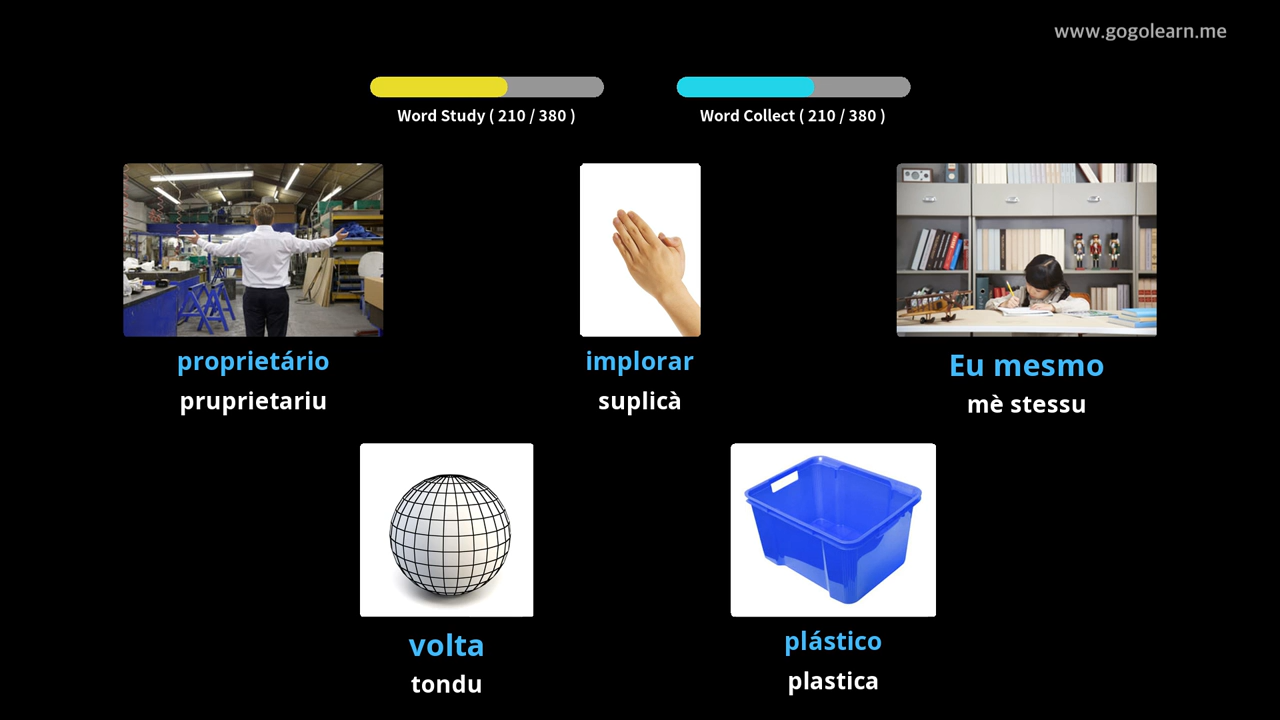 www.gogolearn.me
Word Study ( 210 / 380 )
Word Collect ( 210 / 380 )
proprietário
pruprietariu
implorar
suplicà
Eu mesmo
mè stessu
volta
tondu
plástico
plastica